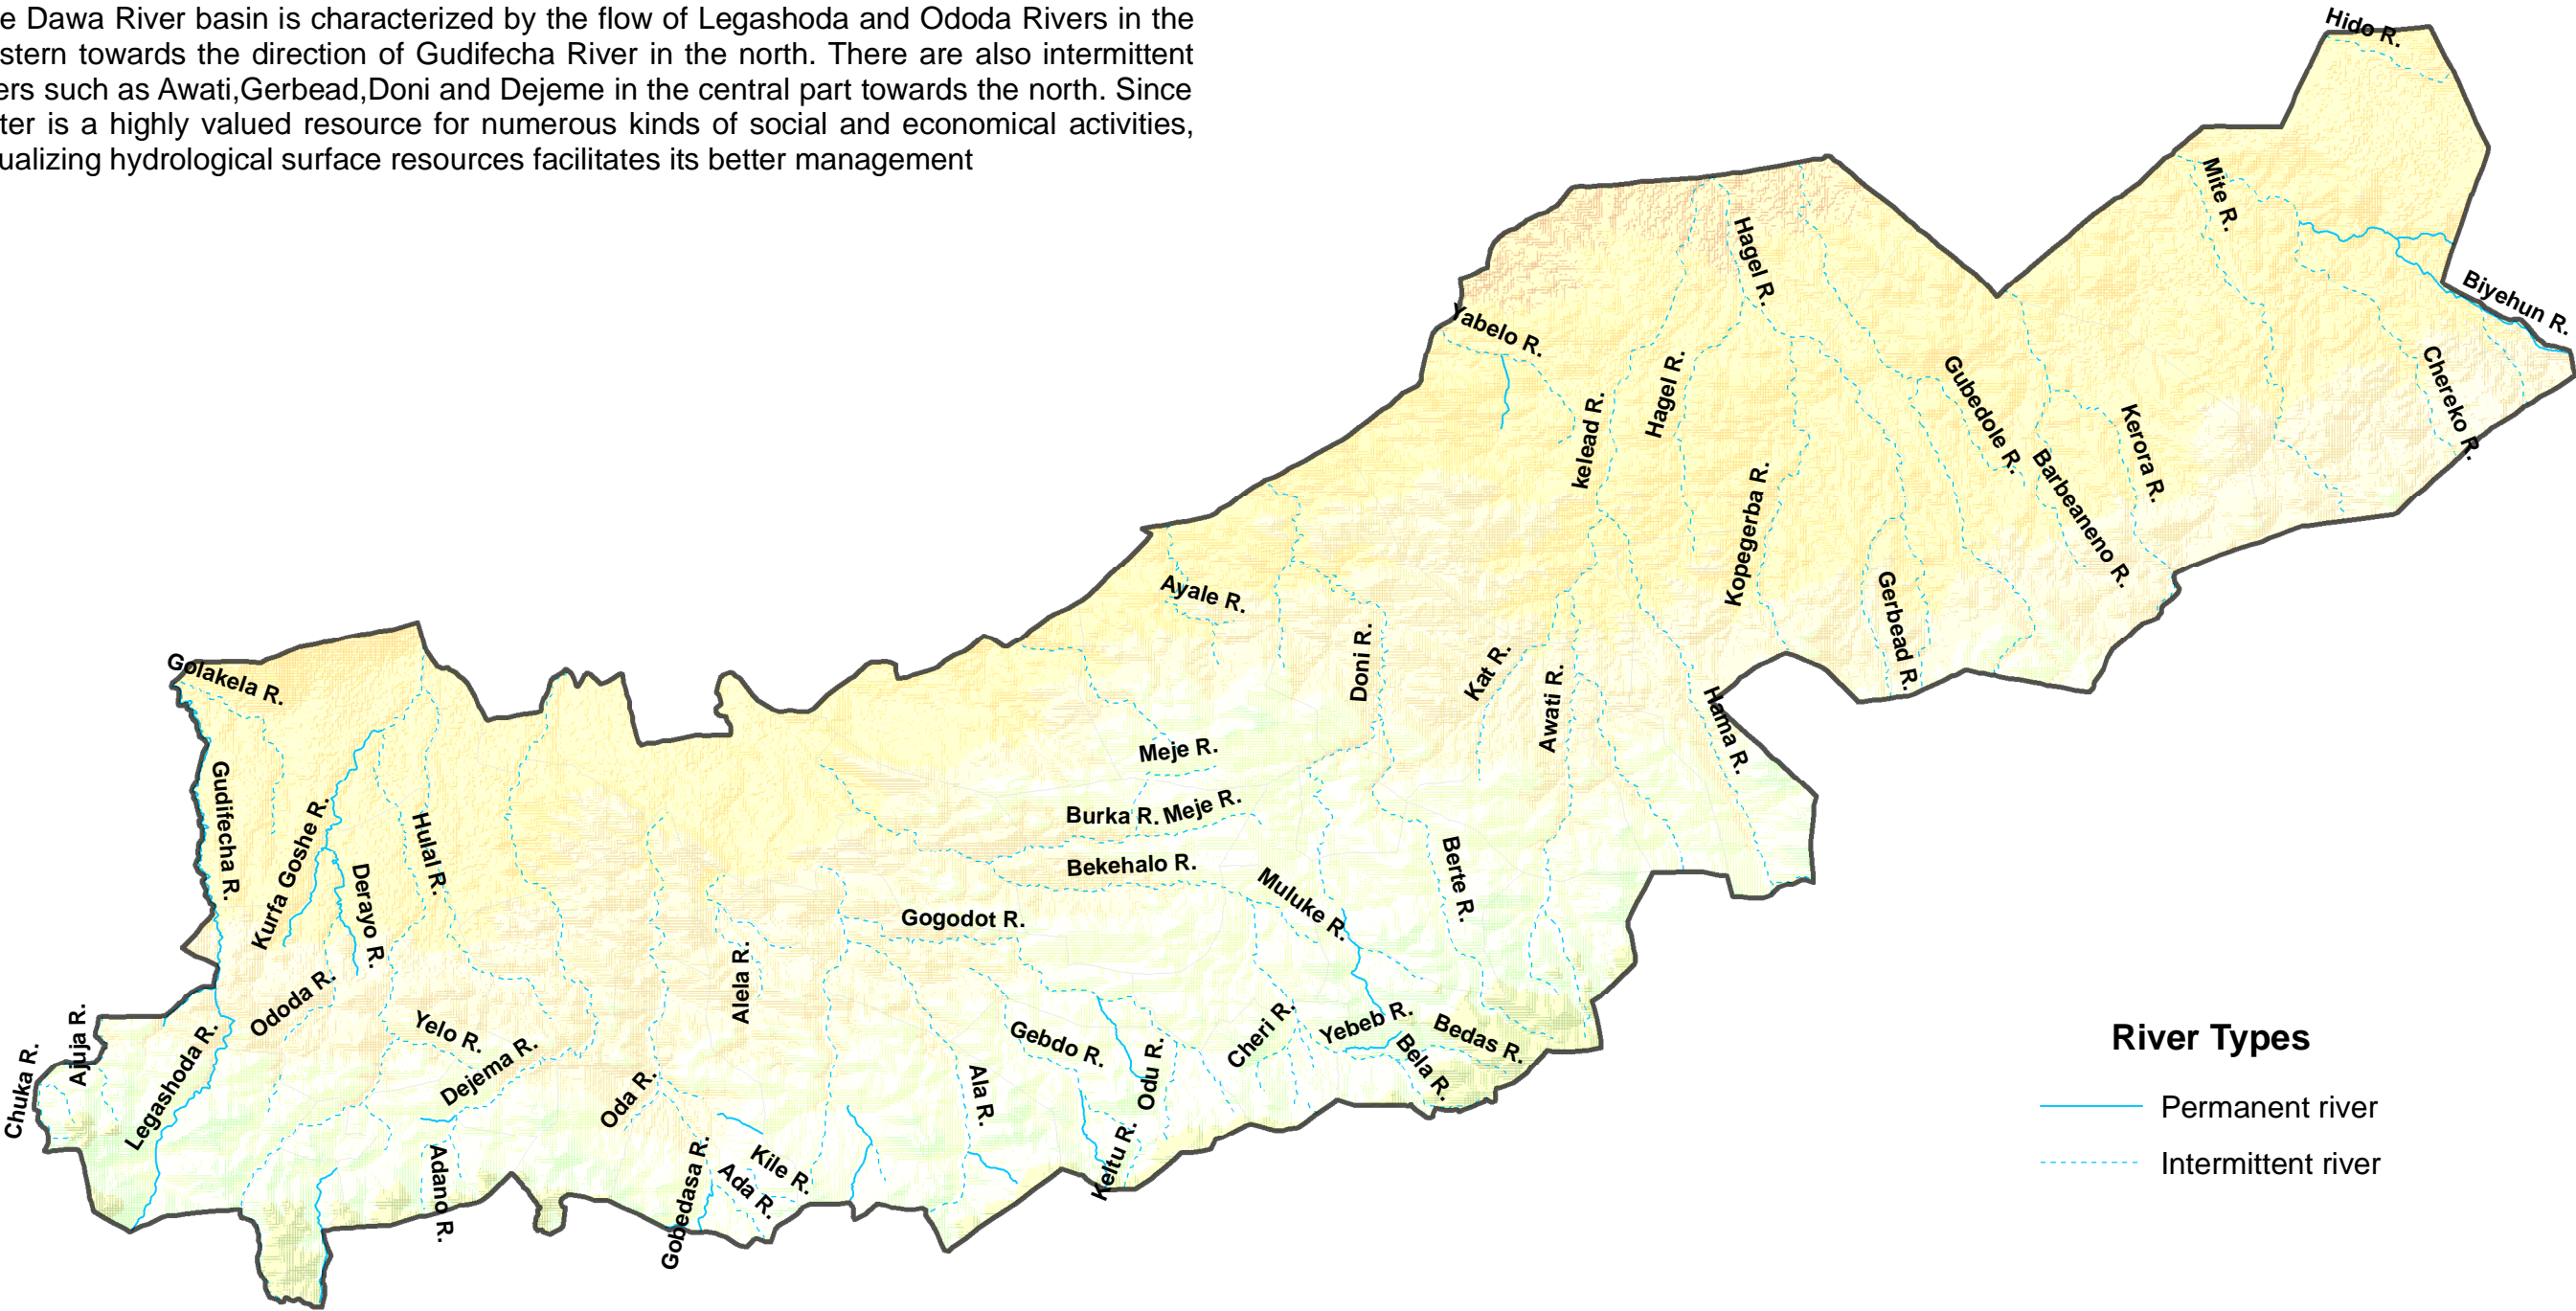 e Dawa River basin is characterized by the flow of Legashoda and Ododa Rivers in the
stern towards the direction of Gudifecha River in the north. There are also intermittent
ers such as Awati,Gerbead,Doni and Dejeme in the central part towards the north. Since
ter is a highly valued resource for numerous kinds of social and economical activities,
ualizing hydrological surface resources facilitates its better management
Hido R.
Mite R.
Hagel R.
Biyehun R.
Yabelo R.
Chereko R.
Gubedole R.
Hagel R.
kelead R.
Kerora R.
Barbeaneno R.
Kopegerba R.
Ayale R.
Gerbead R.
Doni R.
Kat R.
Awati R.
Golakela R.
Hama R.
Meje R.
Gudifecha R.
Kurfa Goshe R.
Hulal R.
Burka R.
Meje R.
Derayo R.
Bekehalo R.
Berte R.
Muluke R.
Gogodot R.
Alela R.
Ododa R.
Ajuja R.
Chuka R.
Legashoda R.
Yelo R.
Dejema R.
Gebdo R.
Odu R.
Cheri R.
Yebeb R.
Bedas R.
Bela R.
Oda R.
Ala R.
Keltu R.
Kile R.
Ada R.
Gobedasa R.
Adano R.
River Types
Permanent river
Intermittent river